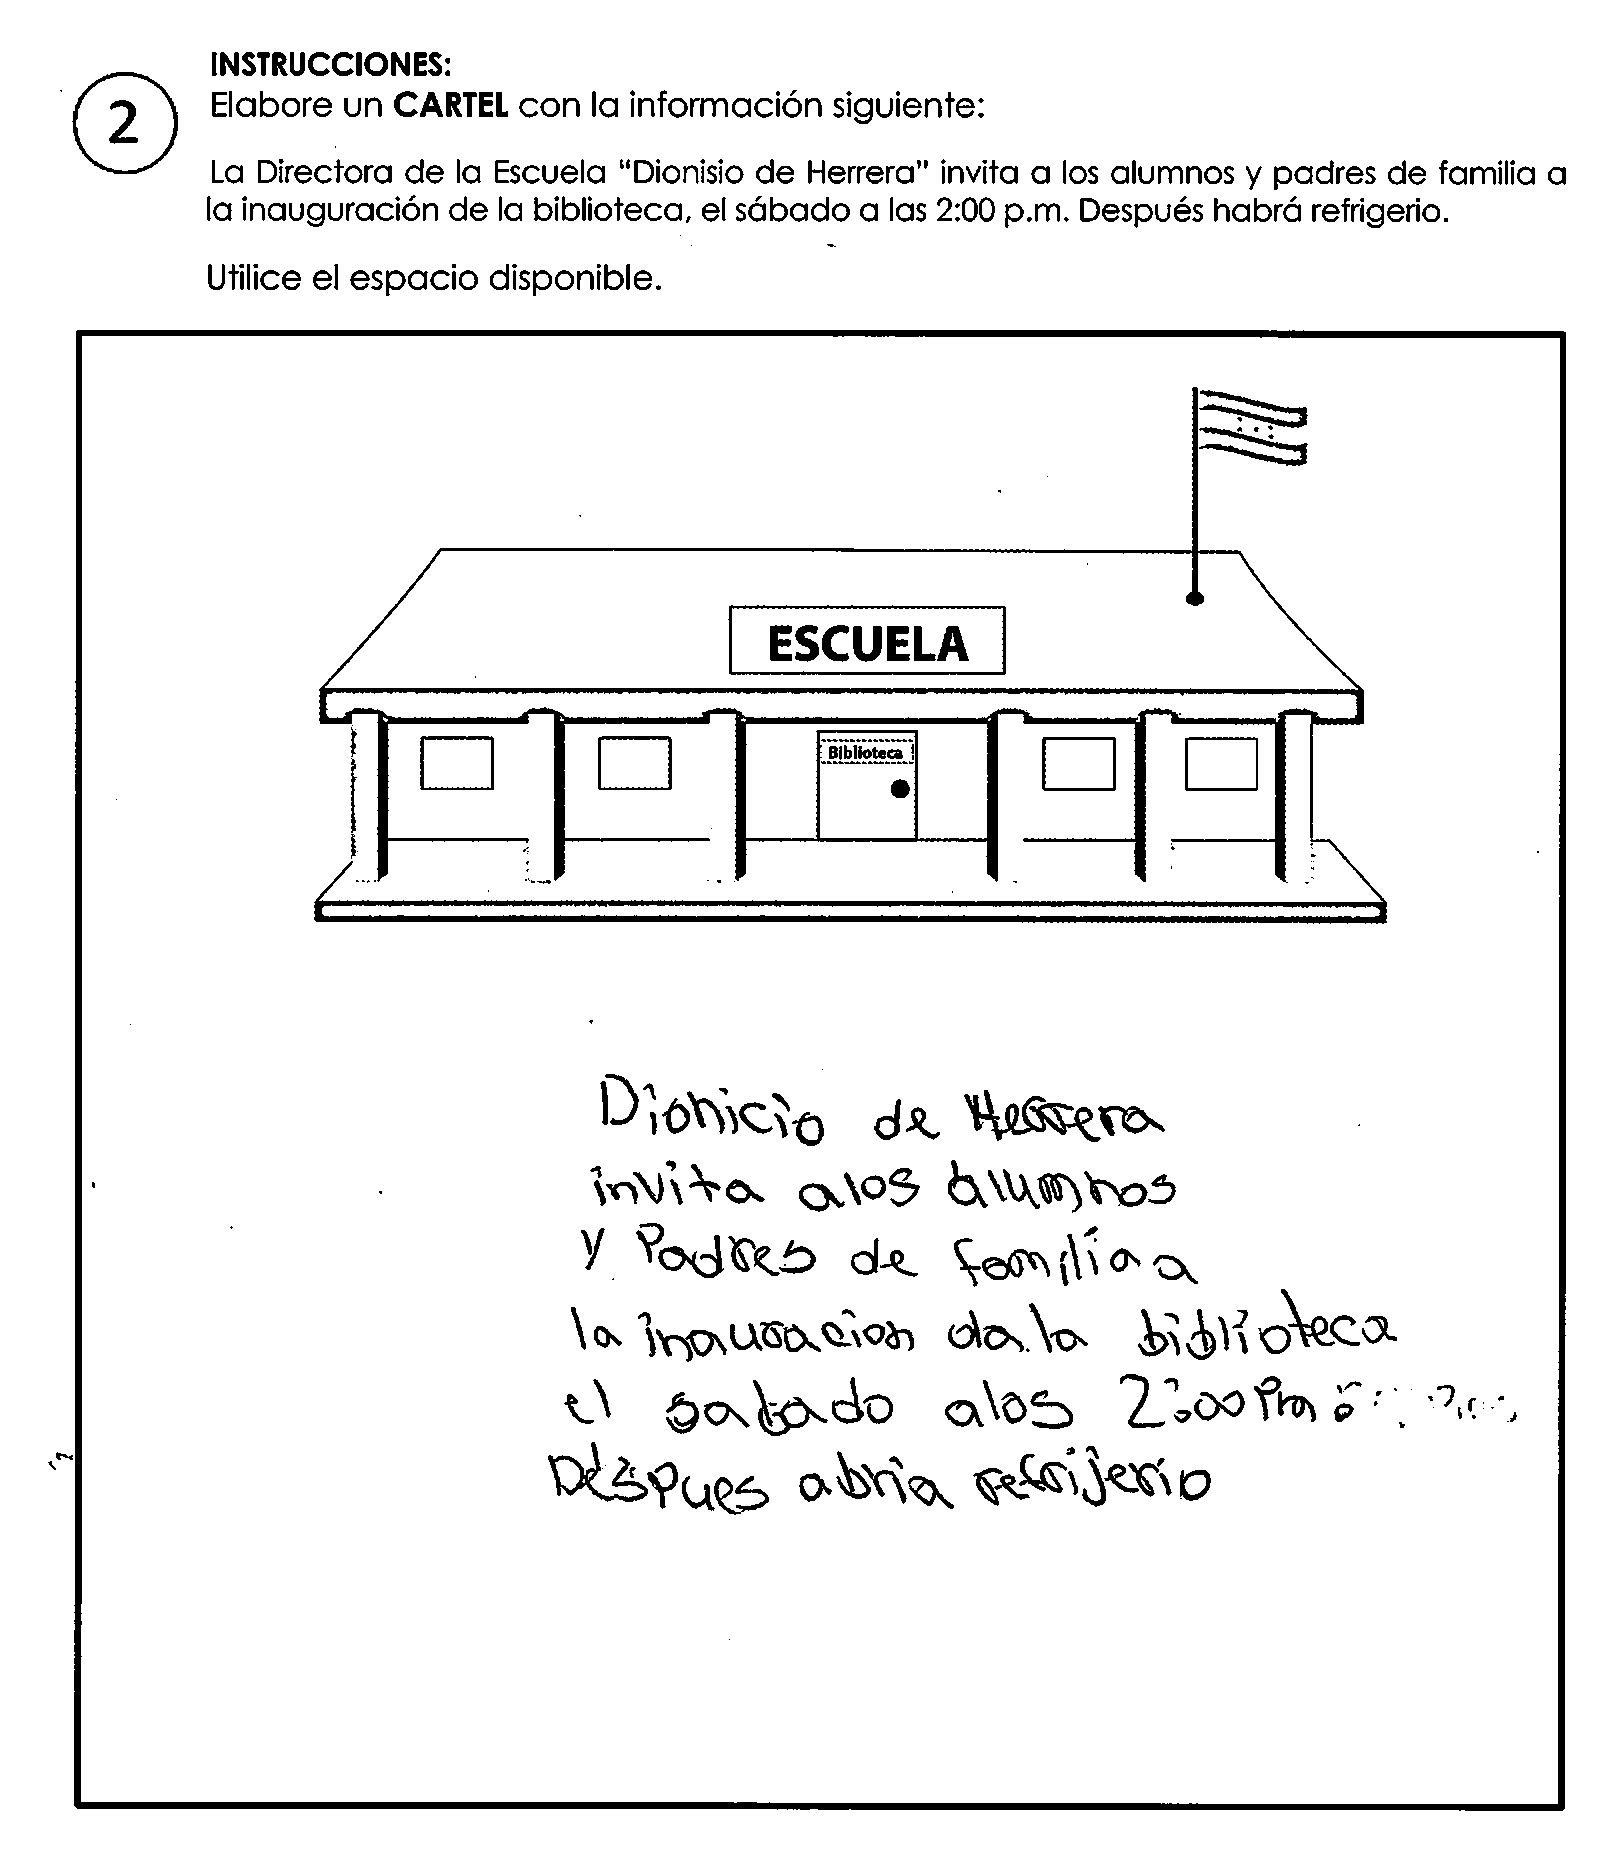 INSTRUCCIONES:
2
Elabore un CARTEL con la información siguiente:
La Directora de la Escuela "Dionisio de Herrera" invita a los alumnos y padres de familia a
la inauguración de la biblioteca, el sábado a las 2:00 p.m. Después habrá refrigerio.
Utilice el espacio disponible.
ESCUELA
Biblioteca
Dionicio de Herrera
invita alos alumnos
y Padres de familia a
la inauracion da la biblioteca
el sabado alos 2:00 Pm
Despues abria refrijerio